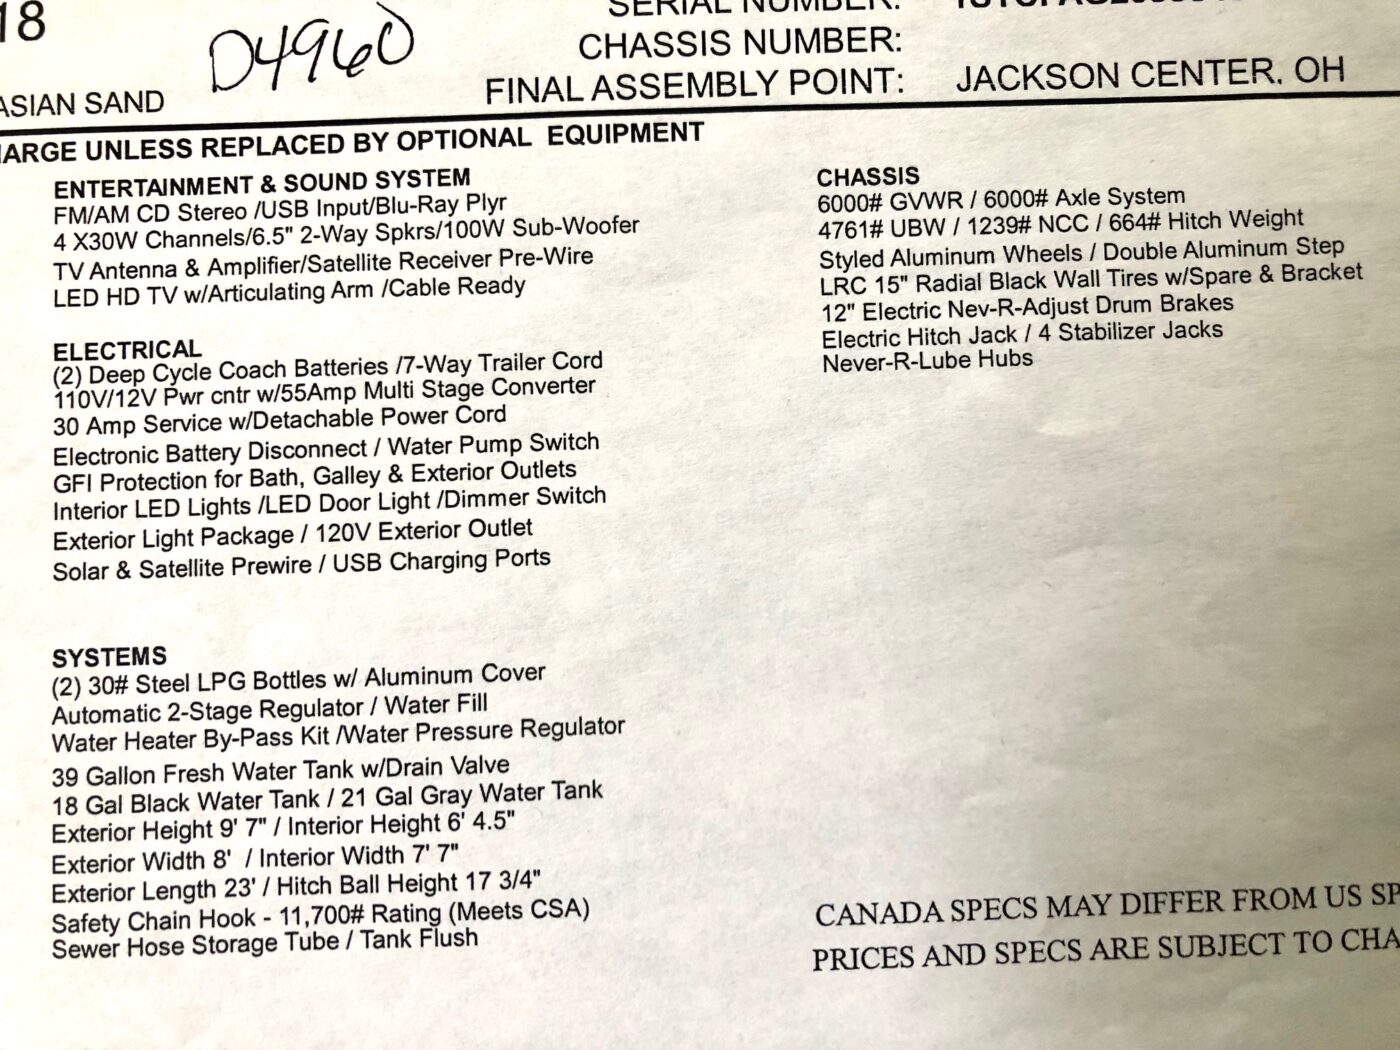 18
D4960
SERIAL NUMBER:
CHASSIS NUMBER:
FINAL ASSEMBLY POINT: JACKSON CENTER. OH
ASIAN SAND
ARGE UNLESS REPLACED BY OPTIONAL EQUIPMENT
ENTERTAINMENT & SOUND SYSTEM
FM/AM CD Stereo /USB Input/Blu-Ray Plyr
4 X30W Channels/6.5" 2-Way Spkrs/100W Sub-Woofer
TV Antenna & Amplifier/Satellite Receiver Pre-Wire
LED HD TV w/Articulating Arm /Cable Ready
ELECTRICAL
(2) Deep Cycle Coach Batteries /7-Way Trailer Cord
110V/12V Pwr cntr w/55Amp Multi Stage Converter
30 Amp Service w/Detachable Power Cord
Electronic Battery Disconnect / Water Pump Switch
GFI Protection for Bath, Galley & Exterior Outlets
Interior LED Lights /LED Door Light /Dimmer Switch
Exterior Light Package / 120V Exterior Outlet
Solar & Satellite Prewire / USB Charging Ports
SYSTEMS
(2) 30# Steel LPG Bottles w/ Aluminum Cover
Automatic 2-Stage Regulator / Water Fill
Water Heater By-Pass Kit /Water Pressure Regulator
39 Gallon Fresh Water Tank w/Drain Valve
18 Gal Black Water Tank / 21 Gal Gray Water Tank
Exterior Height 9' 7" / Interior Height 6' 4.5"
Exterior Width 8' / Interior Width 7' 7"
Exterior Length 23' / Hitch Ball Height 17 3/4"
Safety Chain Hook - 11,700# Rating (Meets CSA)
Sewer Hose Storage Tube / Tank Flush
CHASSIS
6000# GVWR / 6000# Axle System
4761# UBW / 1239# NCC / 664# Hitch Weight
Styled Aluminum Wheels / Double Aluminum Step
LRC 15" Radial Black Wall Tires w/Spare & Bracket
12" Electric Nev-R-Adjust Drum Brakes
Electric Hitch Jack / 4 Stabilizer Jacks
Never-R-Lube Hubs
CANADA SPECS MAY DIFFER FROM US SP
PRICES AND SPECS ARE SUBJECT TO CHA